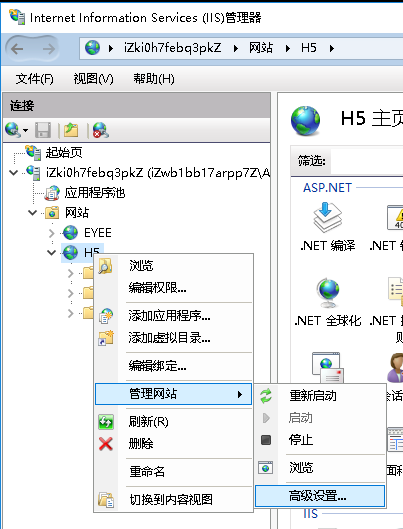 Internet Information Services (IIS)管理器
iZki0h7febq3pkZ 网站 H5
文件(F) 视图(V) 帮助(H)
连接
起始页
iZki0h7febq3pkZ (iZwb1bb17arpp7Z\A
应用程序池
网站
EYEE
H5
浏览
编辑权限...
添加应用程序...
添加虚拟目录...
编辑绑定...
管理网站
刷新(R)
删除
重命名
切换到内容视图
重新启动
启动
停止
浏览
高级设置...
H5 主页
筛选:
ASP.NET
.NET 编译
.NET 全球化
会话
IIS